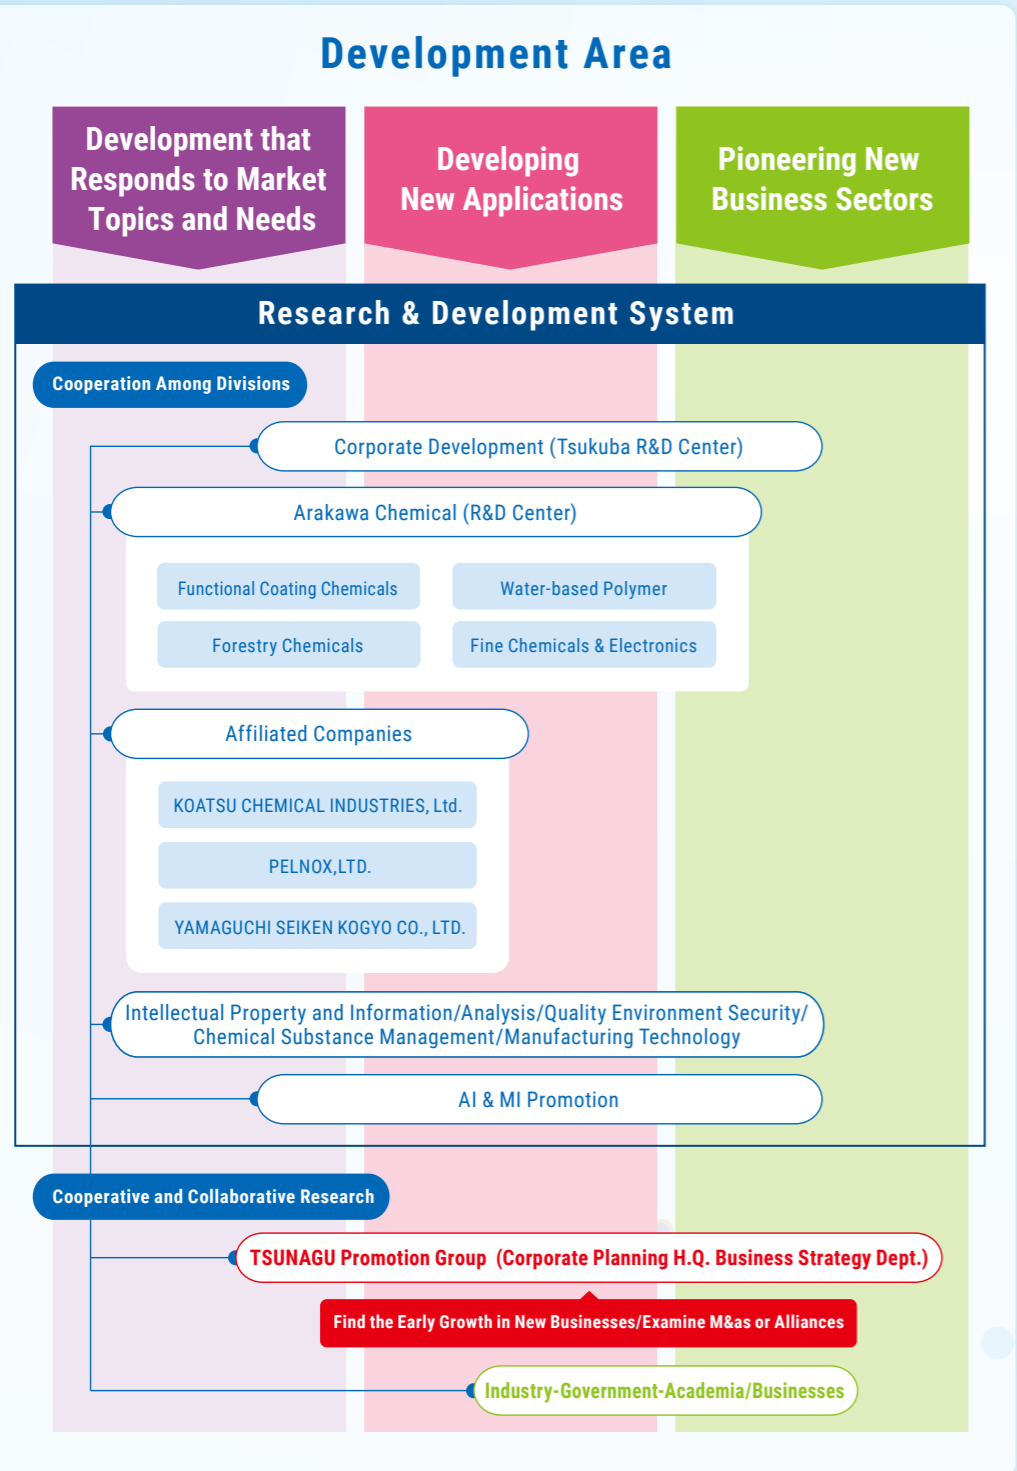 Development Area
Development that
Responds to Market
Topics and Needs
Developing
New Applications
Pioneering New
Business Sectors
Research & Development System
Cooperation Among Divisions
Corporate Development (Tsukuba R&D Center)
Arakawa Chemical (R&D Center)
Functional Coating Chemicals
Water-based Polymer
Forestry Chemicals
Fine Chemicals & Electronics
Affiliated Companies
KOATSU CHEMICAL INDUSTRIES, Ltd.
PELNOX,LTD.
YAMAGUCHI SEIKEN KOGYO CO., LTD.
Intellectual Property and Information/Analysis/Quality Environment Security/
Chemical Substance Management/Manufacturing Technology
AI & MI Promotion
Cooperative and Collaborative Research
TSUNAGU Promotion Group (Corporate Planning H.Q. Business Strategy Dept.)
Find the Early Growth in New Businesses/Examine M&as or Alliances
Industry-Government-Academia/Businesses